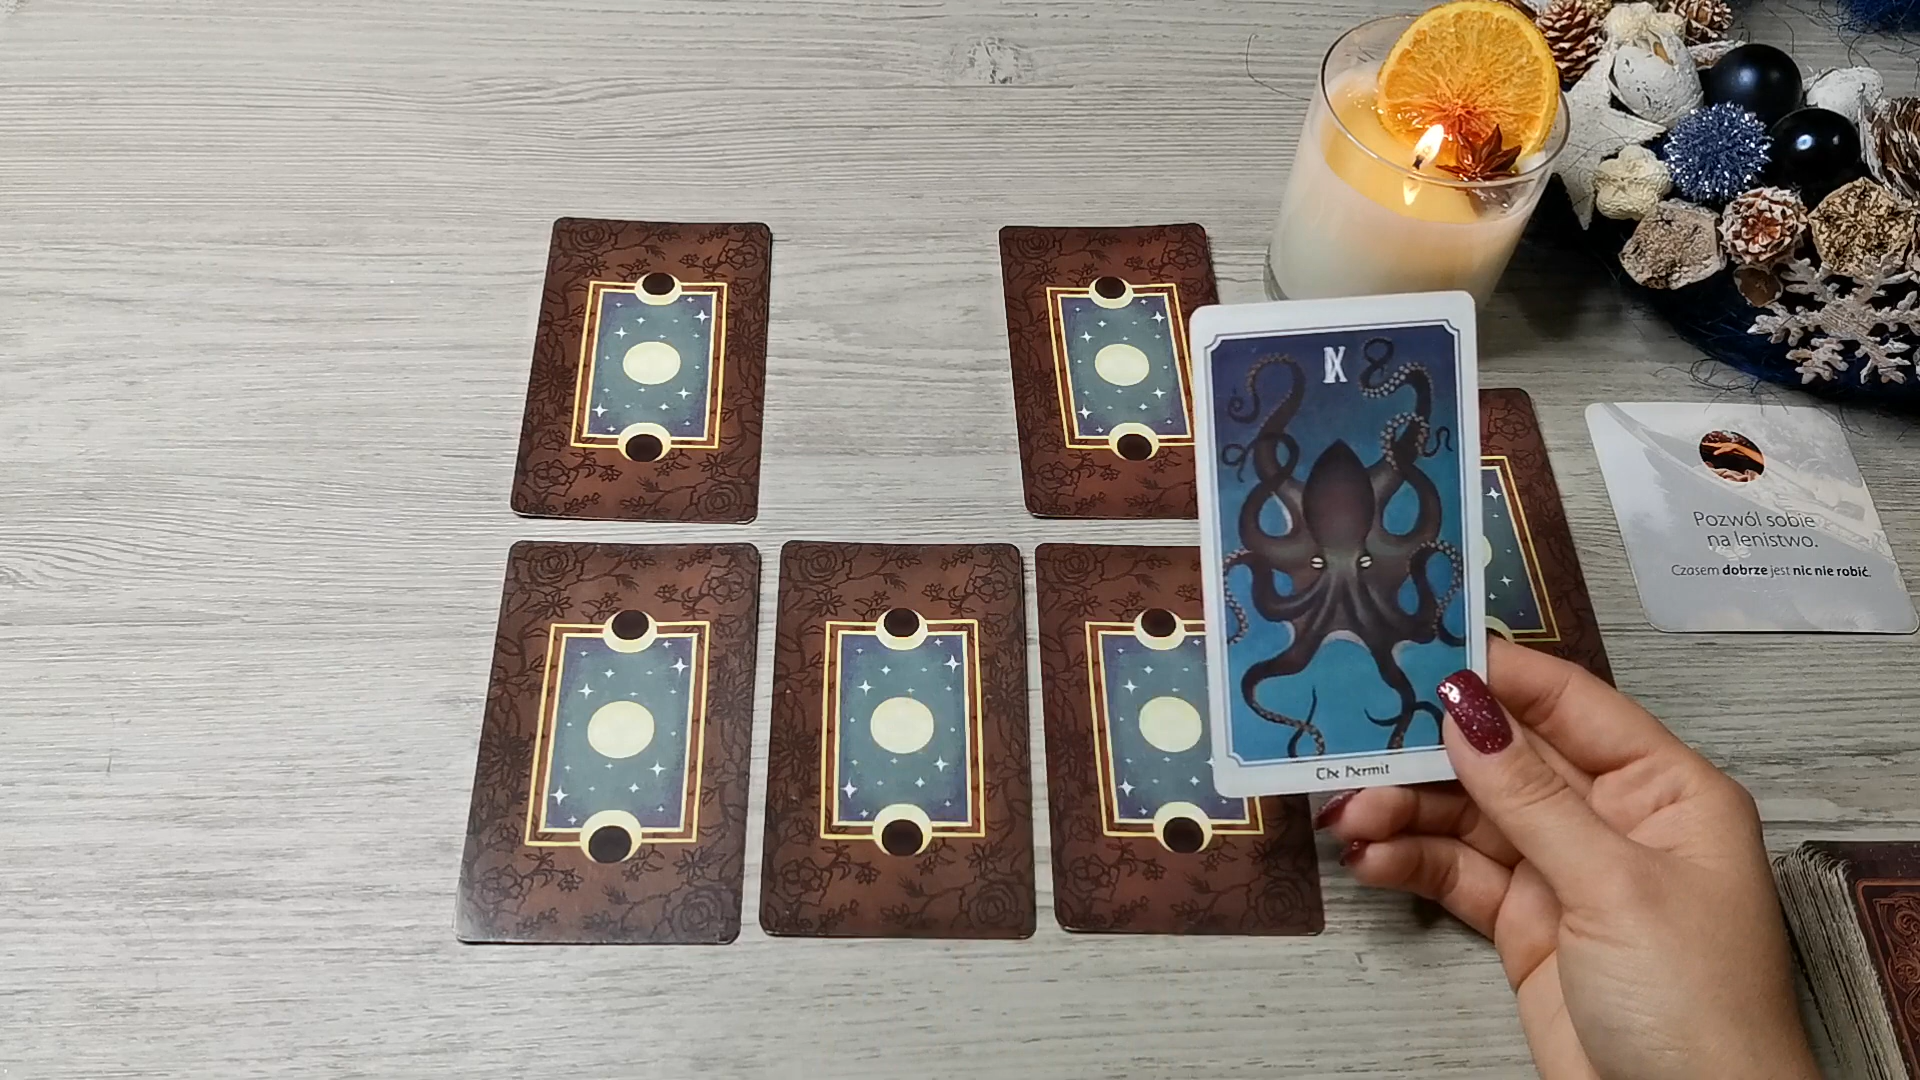 IX
The Hermit
Pozwól sobie
na lenistwo.
Czasem dobrze jest nic nie robić.